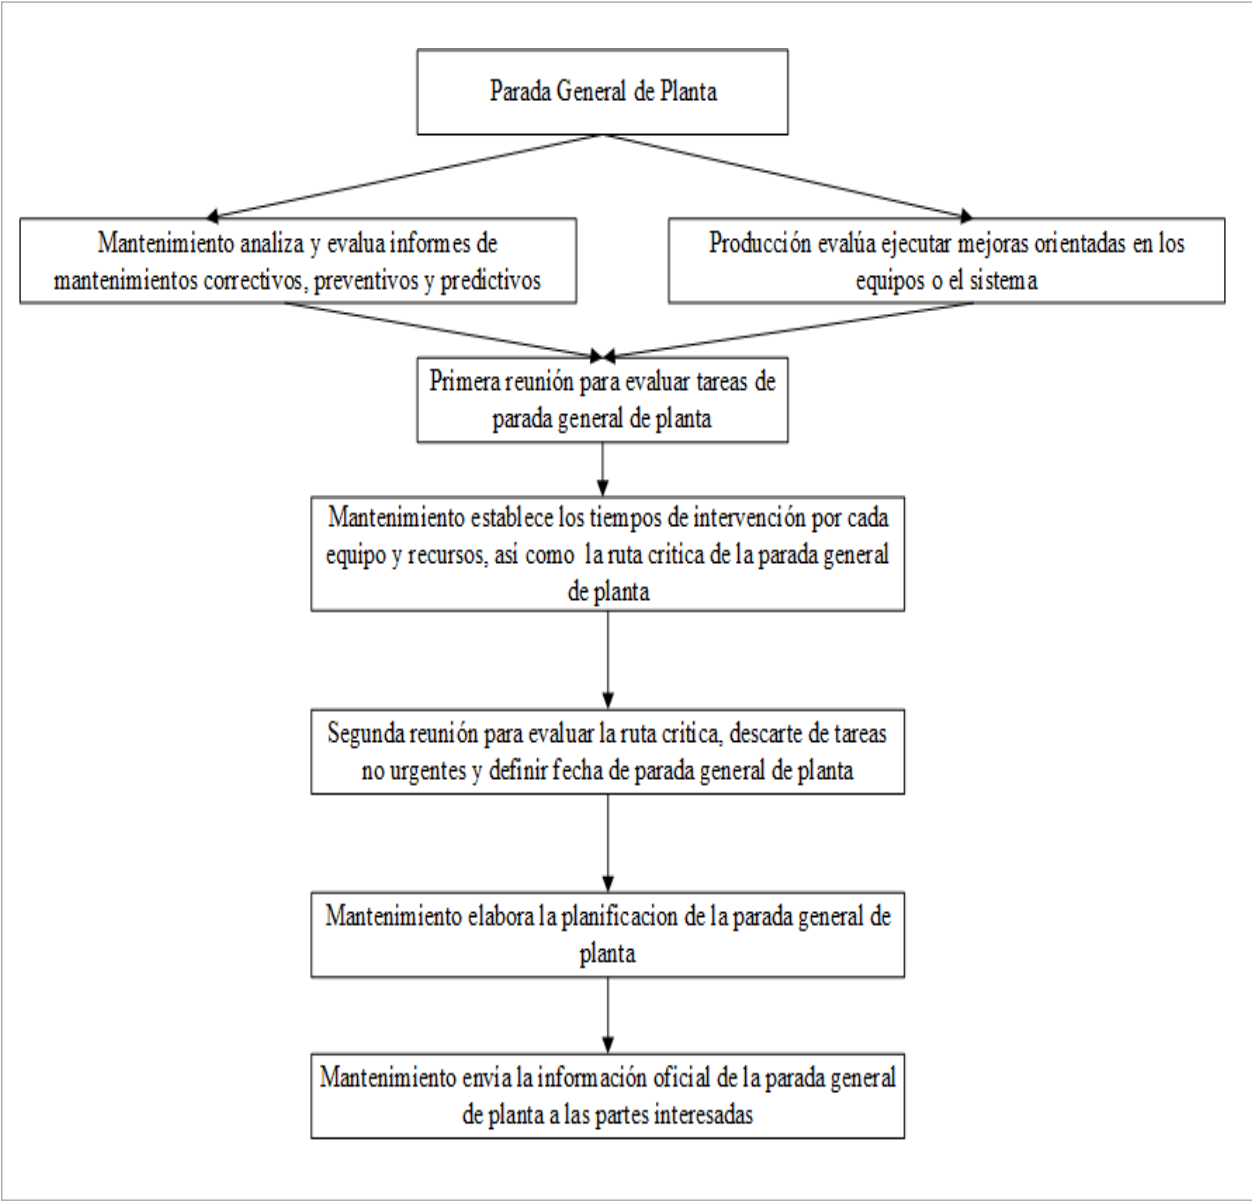 Parada General de Planta
Mantenimiento analiza y evalua informes de
mantenimientos correctivos, preventivos y predictivos
Producción evalúa ejecutar mejoras orientadas en los
equipos o el sistema
Primera reunión para evaluar tareas de
parada general de planta
Mantenimiento establece los tiempos de intervención por cada
equipo y recursos, así como la ruta critica de la parada general
de planta
Segunda reunión para evaluar la ruta critica, descarte de tareas
no urgentes y definir fecha de parada general de planta
Mantenimiento elabora la planificacion de la parada general de
planta
Mantenimiento envía la información oficial de la parada general
de planta a las partes interesadas